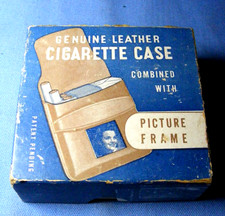 GENUINE-LEATHER
CIGARETTE CASE
COMBINED
WITH
PICTURE
FRAME
PATENT PENDING